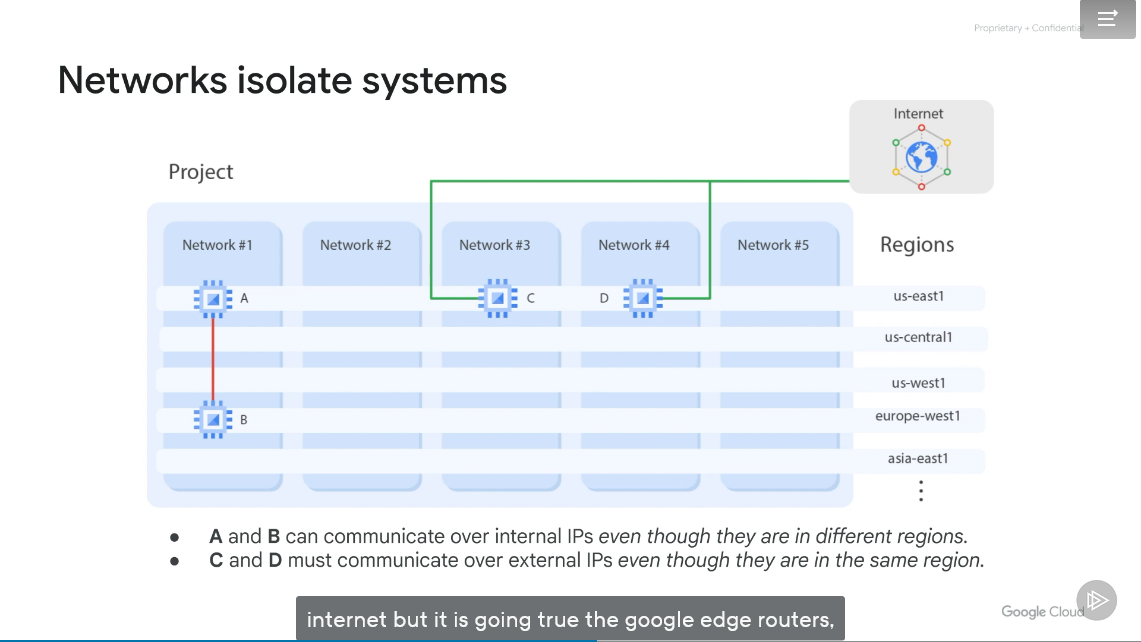 Proprietary + Confidential
Networks isolate systems
Internet
Project
Network #1
Network #2
Network #3
Network #4
Network #5
Regions
A
C
D
us-east1
us-central1
us-west1
B
europe-west1
asia-east1
● A and B can communicate over internal IPs even though they are in different regions.
● C and D must communicate over external IPs even though they are in the same region.
internet but it is going true the google edge routers,
Google Cloud